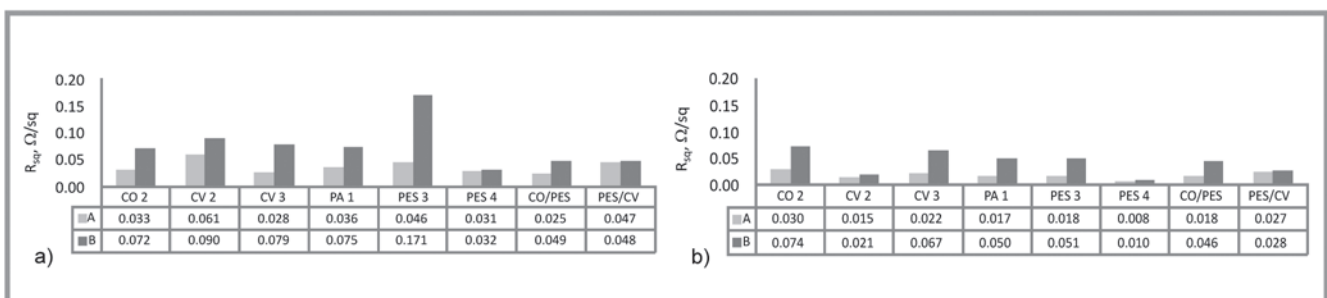 R_sq, Ω/sq
0.20
0.15
0.10
0.05
0.00
CO 2 CV 2 CV 3 PA 1 PES 3 PES 4 CO/PES PES/CV
A 0.033 0.061 0.028 0.036 0.046 0.031 0.025 0.047
B 0.072 0.090 0.079 0.075 0.171 0.032 0.049 0.048
a)
R_sq, Ω/sq
0.20
0.15
0.10
0.05
0.00
CO 2 CV 2 CV 3 PA 1 PES 3 PES 4 CO/PES PES/CV
A 0.030 0.015 0.022 0.017 0.018 0.008 0.018 0.027
B 0.074 0.021 0.067 0.050 0.051 0.010 0.046 0.028
b)